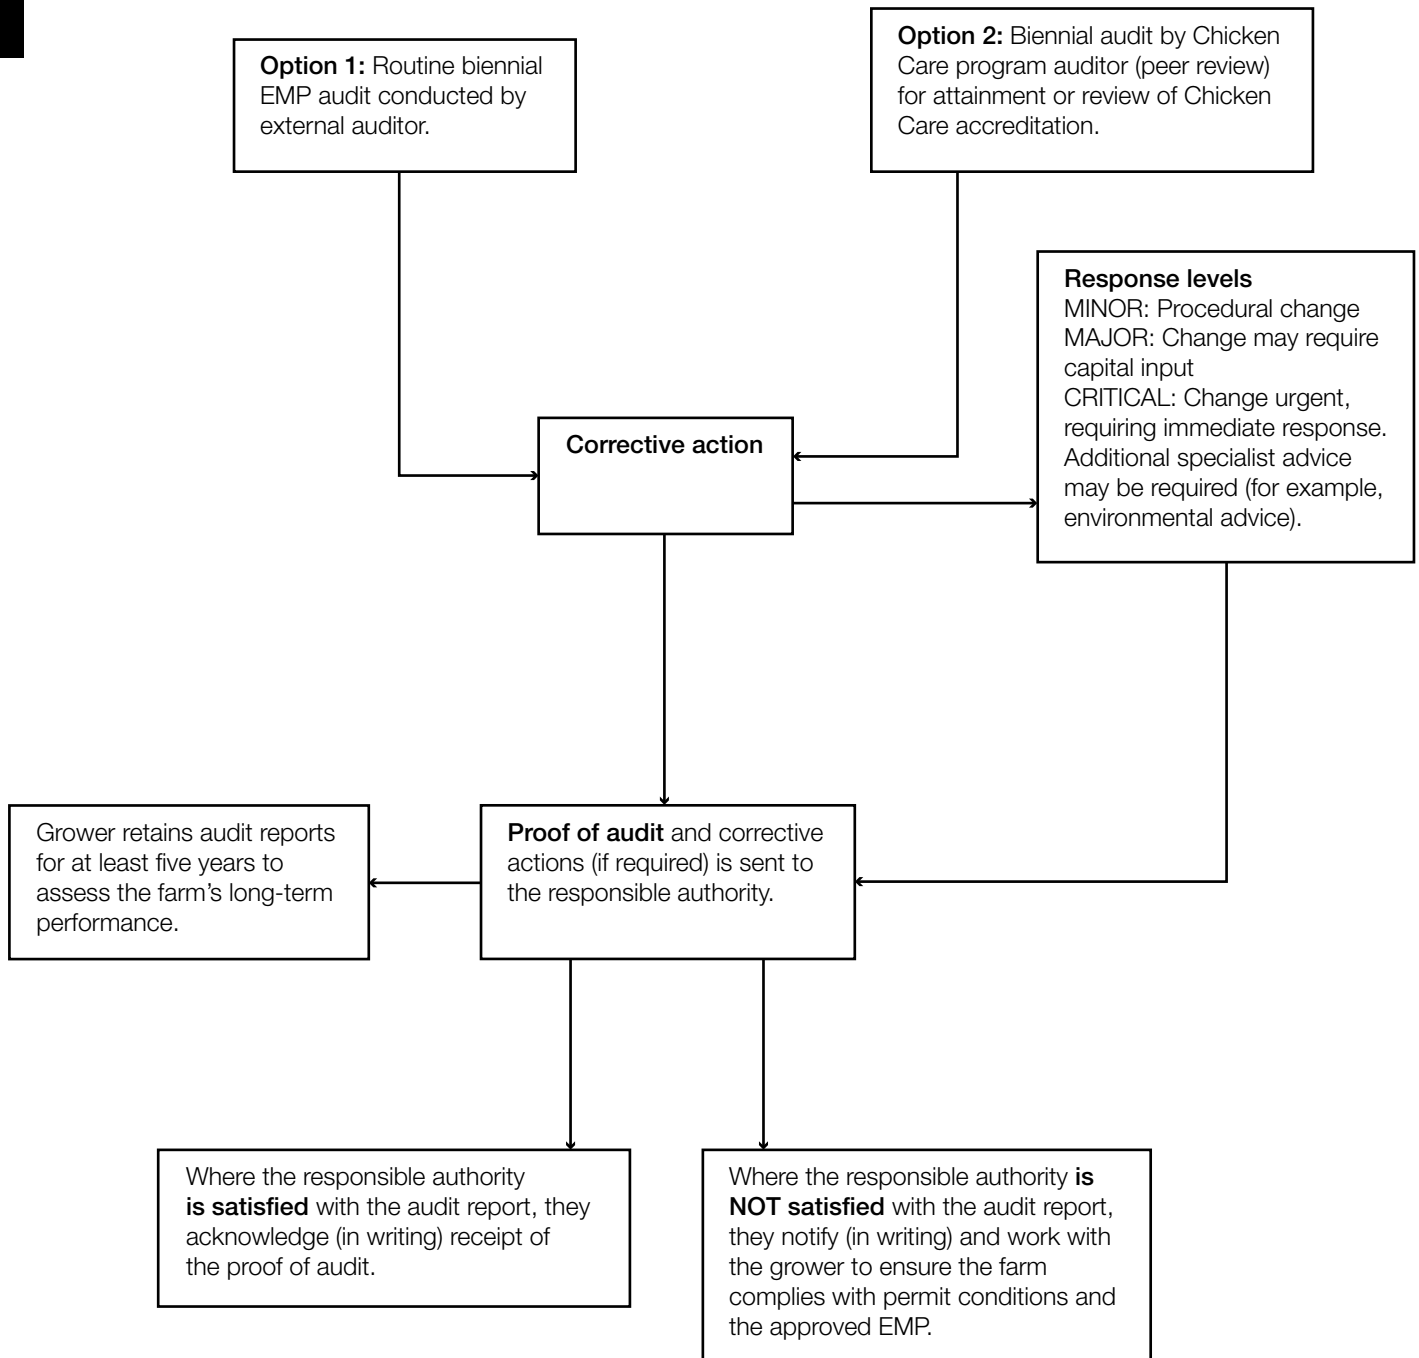 Option 1: Routine biennial
EMP audit conducted by
external auditor.
Option 2: Biennial audit by Chicken
Care program auditor (peer review)
for attainment or review of Chicken
Care accreditation.
Response levels
MINOR: Procedural change
MAJOR: Change may require
capital input
CRITICAL: Change urgent,
requiring immediate response.
Additional specialist advice
may be required (for example,
environmental advice).
Corrective action
Grower retains audit reports
for at least five years to
assess the farm’s long-term
performance.
Proof of audit and corrective
actions (if required) is sent to
the responsible authority.
Where the responsible authority
is satisfied with the audit report, they
acknowledge (in writing) receipt of
the proof of audit.
Where the responsible authority is
NOT satisfied with the audit report,
they notify (in writing) and work with
the grower to ensure the farm
complies with permit conditions and
the approved EMP.